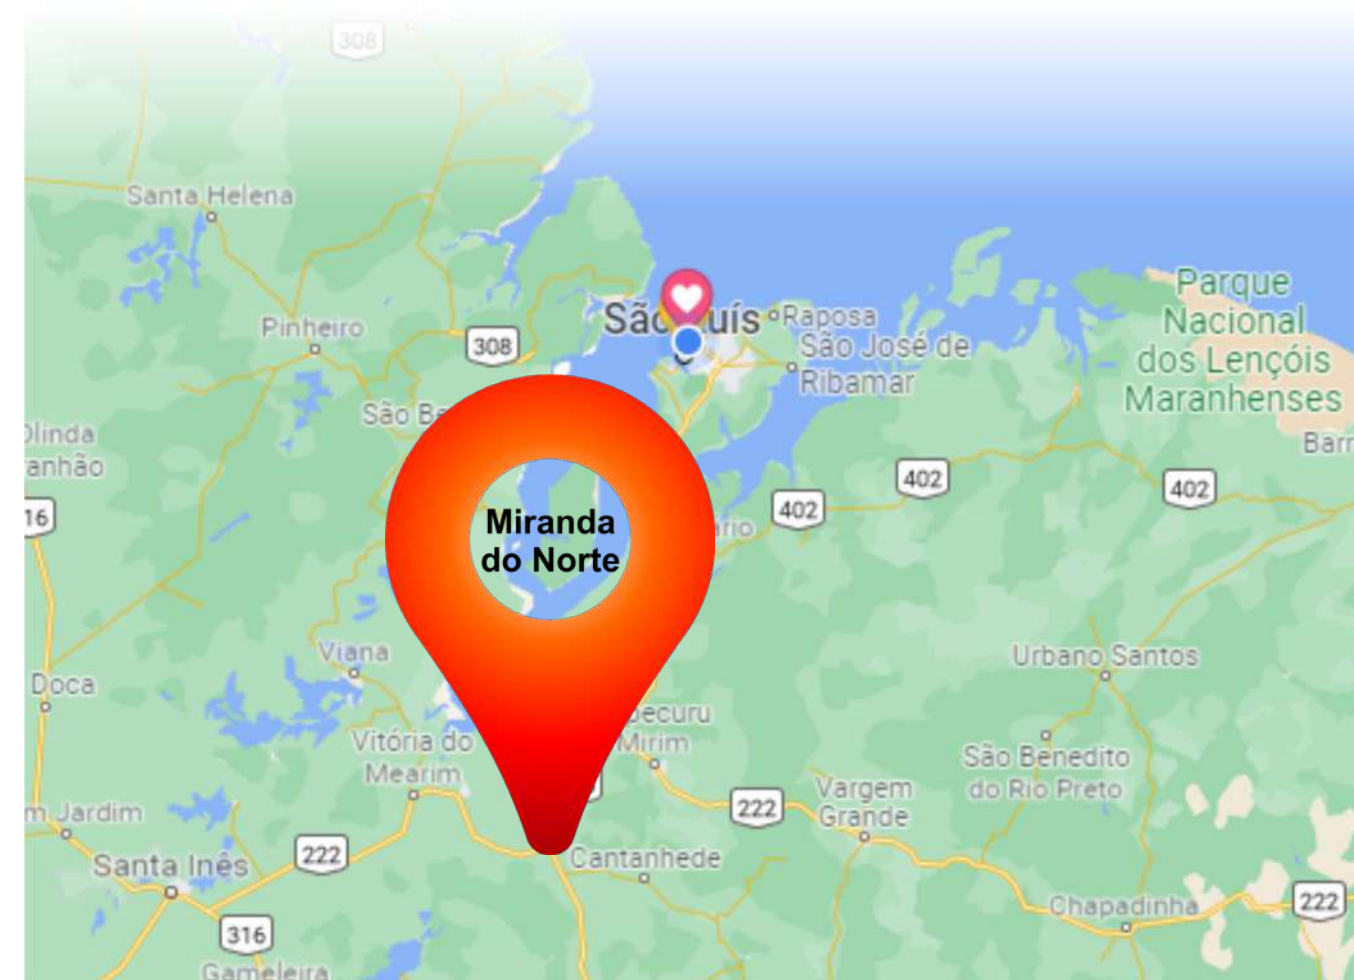 308
Santa Helena
Parque
Nacional
dos Lençóis
Maranhenses
Raposa
Pinheiro
308
São José de
Ribamar
São
402
402
402
222
222
222
316
Miranda
do Norte
Viana
Doca
Urbano Santos
Vitória do
Mearim
Mirim
São Benedito
do Rio Preto
Vargem
Grande
Jardim
Santa Inês
Cantanhede
Chapadinha
Gameleira